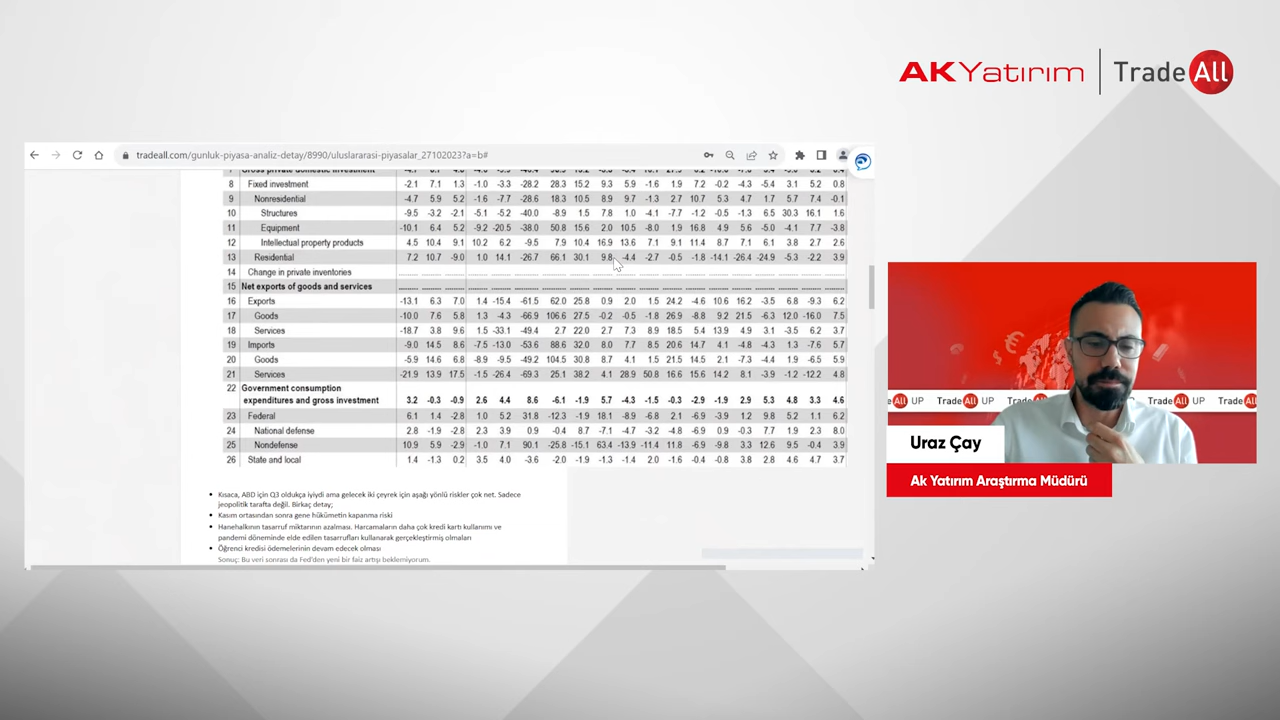 AKYatırım | Trade All
tradeall.com/gunluk-piyasa-analiz-detay/8990/uluslararasi-piyasalar_27102023?a=b#
8 Fixed investment -2.1 7.1 1.3 -1.0 -3.3 -28.2 28.3 15.2 9.3 5.9 -1.6 1.9 7.2 -0.2 -4.3 -5.4 3.1 5.2 0.8
9 Nonresidential -4.7 5.9 5.2 -1.6 -7.7 -28.6 18.3 10.5 8.9 9.7 -1.3 2.7 10.7 5.3 4.7 1.7 5.7 7.4 -0.1
10 Structures -9.5 -3.2 -2.1 -5.1 -5.2 -40.0 -8.9 1.5 7.8 1.0 -4.1 -7.7 -1.2 -0.5 -1.3 6.5 30.3 16.1 1.6
11 Equipment -10.1 6.4 5.2 -9.2 -20.5 -38.0 50.8 15.6 2.0 10.5 -8.0 1.9 16.8 4.9 5.6 -5.0 -4.1 7.7 -3.8
12 Intellectual property products 4.5 10.4 9.1 10.2 6.2 -9.5 7.9 10.4 16.9 13.6 7.1 9.1 11.4 8.7 7.1 6.1 3.8 2.7 2.6
13 Residential 7.2 10.7 -9.0 1.0 14.1 -26.7 66.1 30.1 9.8 -4.4 -2.7 -0.5 -1.8 -14.1 -26.4 -24.9 -5.3 -2.2 3.9
14 Change in private inventories
15 Net exports of goods and services
16 Exports -13.1 6.3 7.0 1.4 -15.4 -61.5 62.0 25.8 0.9 2.0 1.5 24.2 -4.6 10.6 16.2 -3.5 6.8 -9.3 6.2
17 Goods -10.0 7.6 5.8 1.3 -4.3 -66.9 106.6 27.5 -0.2 -0.5 -1.8 26.9 -8.8 9.2 21.5 -6.3 12.0 -16.0 7.5
18 Services -18.7 3.8 9.6 1.5 -33.1 -49.4 2.7 22.0 2.7 7.3 8.9 18.5 5.4 13.9 4.9 3.1 -3.5 6.2 3.7
19 Imports -9.0 14.5 8.6 -7.5 -13.0 -53.6 88.6 32.0 8.0 7.7 8.5 20.6 14.7 4.1 -4.8 -4.3 1.3 -7.6 5.7
20 Goods -5.9 14.6 6.8 -8.9 -9.5 -49.2 104.5 30.8 8.7 4.1 1.5 21.5 14.5 2.1 -7.3 -4.4 1.9 -6.5 5.9
21 Services -21.9 13.9 17.5 -1.5 -26.4 -69.3 25.1 38.2 4.1 28.9 50.8 16.6 15.6 14.2 8.1 -3.9 -1.2 -12.2 4.8
22 Government consumption
expenditures and gross investment 3.2 -0.3 -0.9 2.6 4.4 8.6 -6.1 -1.9 5.7 -4.3 -1.5 -0.3 -2.9 -1.9 2.9 5.3 4.8 3.3 4.6
23 Federal 6.1 1.4 -2.8 1.0 5.2 31.8 -12.3 -1.9 18.1 -8.9 -6.8 2.1 -6.9 -3.9 1.2 9.8 5.2 1.1 6.2
24 National defense 2.8 -1.9 -2.8 2.3 3.9 0.9 -0.4 8.7 -7.1 -4.7 -3.2 -4.8 -6.9 0.9 -0.3 7.7 1.9 2.3 8.0
25 Nondefense 10.9 5.9 -2.9 -1.0 7.1 90.1 -25.8 -15.1 63.4 -13.9 -11.4 11.8 -6.9 -9.8 3.3 12.6 9.5 -0.4 3.9
26 State and local 1.4 -1.3 0.2 3.5 4.0 -3.6 -2.0 -1.9 -1.3 -1.4 2.0 -1.6 -0.4 -0.8 3.8 2.8 4.6 4.7 3.7
• Kısaca, ABD için Q3 oldukça iyiydi ama gelecek iki çeyrek için aşağı yönlü riskler çok net. Sadece
jeopolitik tarafta değil. Birkaç detay;
• Kasım ortasından sonra gene hükümetin kapanma riski
• Hanehalkının tasarruf miktarının azalması. Harcamaların daha çok kredi kartı kullanımı ve
pandemi döneminde elde edilen tasarrufları kullanarak gerçekleştirmiş olmaları
• Öğrenci kredisi ödemelerinin devam edecek olması
Sonuç: Bu veri sonrası da Fed'den yeni bir faiz artışı beklemiyorum.
All UP TradeAll UP TradeAll UP Trade
Uraz Çay
Ak Yatırım Araştırma Müdürü